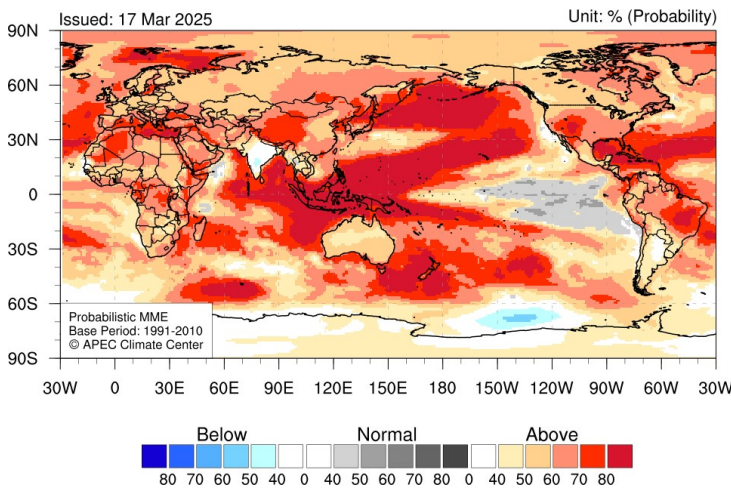 Issued: 17 Mar 2025
Unit: % (Probability)
90N
60N
30N
0
30S
60S
90S
Probabilistic MME
Base Period: 1991-2010
© APEC Climate Center
30W 0 30E 60E 90E 120E 150E 180 150W 120W 90W 60W 30W
Below Normal Above
80 70 60 50 40 0 40 50 60 70 80 0 40 50 60 70 80